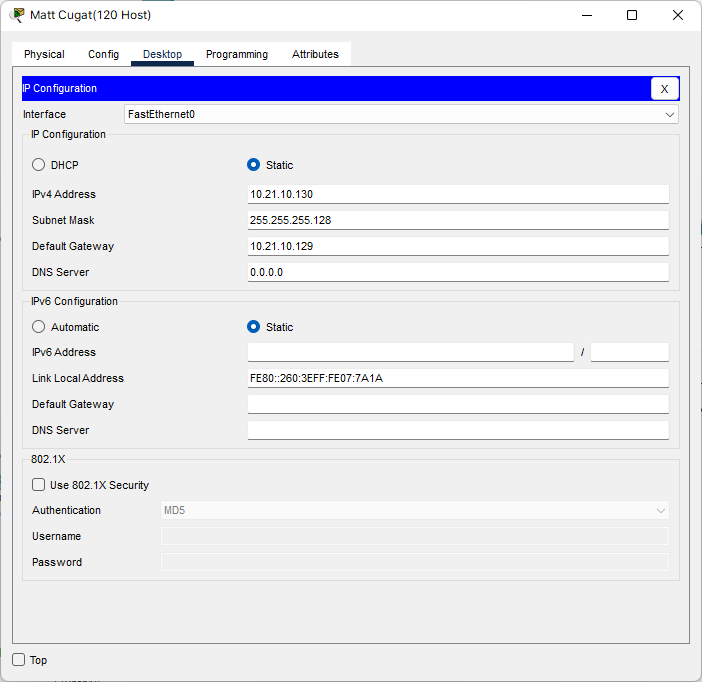 Matt Cugat(120 Host)
Physical Config Desktop Programming Attributes
IP Configuration X
Interface FastEthernet0
IP Configuration
DHCP Static
IPv4 Address 10.21.10.130
Subnet Mask 255.255.255.128
Default Gateway 10.21.10.129
DNS Server 0.0.0.0
IPv6 Configuration
Automatic Static
IPv6 Address /
Link Local Address FE80::260:3EFF:FE07:7A1A
Default Gateway
DNS Server
802.1X
Use 802.1X Security
Authentication MD5
Username
Password
Top